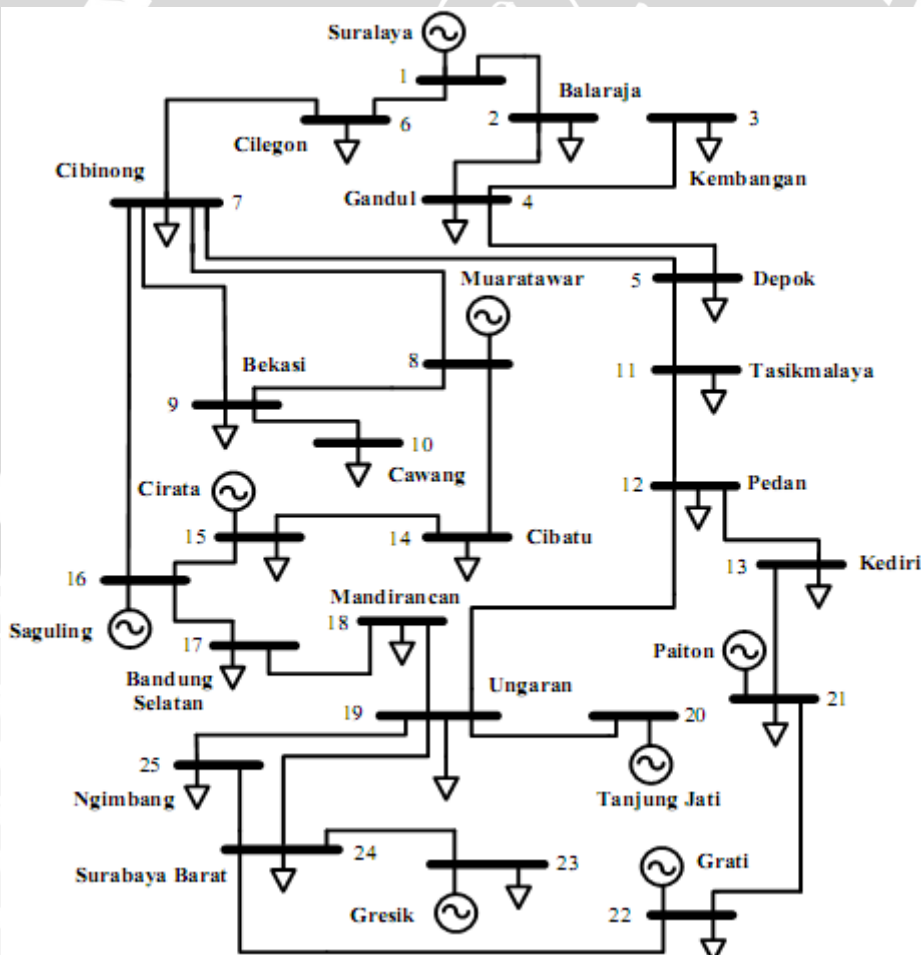 Suralaya
1
Balaraja
6
2
3
Cilegon
Kembangan
Cibinong
7
Gandul
4
Muaratawar
5
Depok
Bekasi
8
11
Tasikmalaya
9
10
Cawang
12
Pedan
Cirata
15
14
Cibatu
13
Kediri
16
Mandirancan
18
Saguling
17
Bandung
Selatan
Paiton
Ungaran
19
20
21
25
Ngimbang
Tanjung Jati
Surabaya Barat
24
23
Grati
Gresik
22